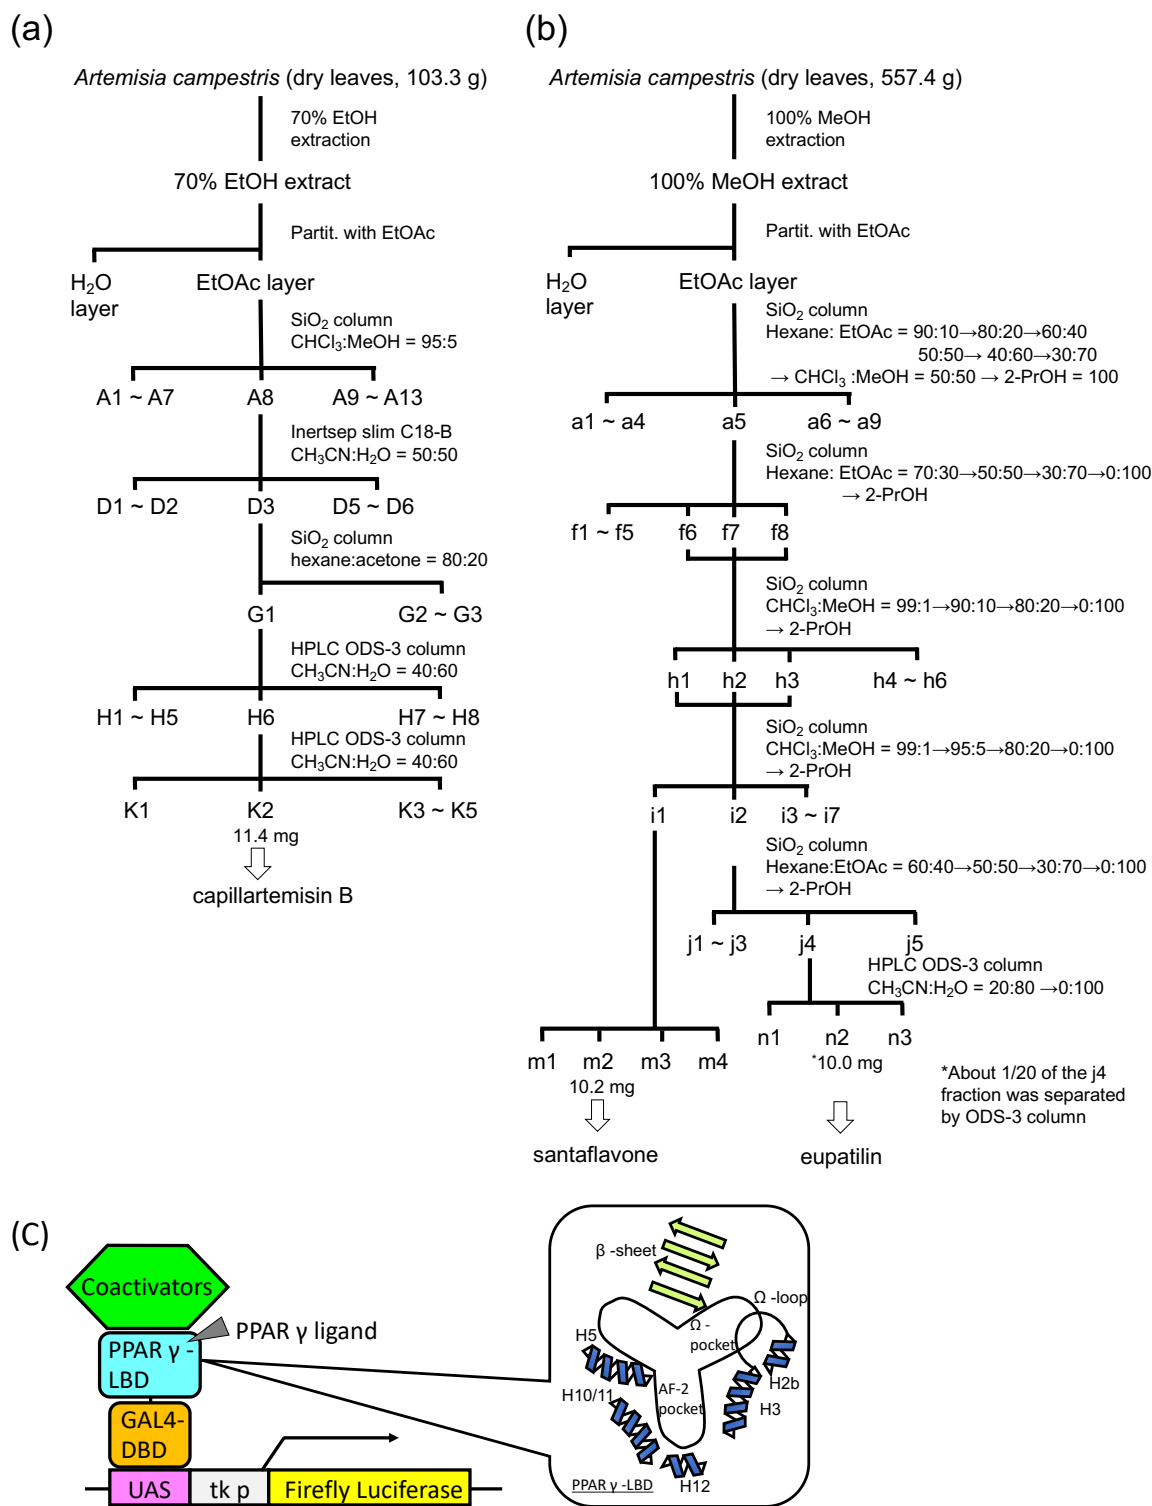 (a)
Artemisia campestris (dry leaves, 103.3 g)
70% EtOH
extraction
70% EtOH extract
Partit. with EtOAc
H₂O
layer
EtOAc layer
SiO₂ column
CHCl₃:MeOH = 95:5
A1 ~ A7
A8
A9 ~ A13
Inertsep slim C18-B
CH₃CN:H₂O = 50:50
D1 ~ D2
D3
D5 ~ D6
SiO₂ column
hexane:acetone = 80:20
G1
G2 ~ G3
HPLC ODS-3 column
CH₃CN:H₂O = 40:60
H1 ~ H5
H6
H7 ~ H8
HPLC ODS-3 column
CH₃CN:H₂O = 40:60
K1
K2
K3 ~ K5
11.4 mg
capillartemisin B
(b)
Artemisia campestris (dry leaves, 557.4 g)
100% MeOH
extraction
100% MeOH extract
Partit. with EtOAc
H₂O
layer
EtOAc layer
SiO₂ column
Hexane: EtOAc = 90:10→80:20→60:40
50:50→ 40:60→30:70
→ CHCl₃ :MeOH = 50:50 → 2-PrOH = 100
a1 ~ a4
a5
a6 ~ a9
SiO₂ column
Hexane: EtOAc = 70:30→50:50→30:70→0:100
→ 2-PrOH
f1 ~ f5
f6
f7
f8
SiO₂ column
CHCl₃:MeOH = 99:1→90:10→80:20→0:100
→ 2-PrOH
h1
h2
h3
h4 ~ h6
SiO₂ column
CHCl₃:MeOH = 99:1→95:5→80:20→0:100
→ 2-PrOH
i1
i2
i3 ~ i7
SiO₂ column
Hexane:EtOAc = 60:40→50:50→30:70→0:100
→ 2-PrOH
j1 ~ j3
j4
j5
HPLC ODS-3 column
CH₃CN:H₂O = 20:80 →0:100
n1
n2
n3
*10.0 mg
m1
m2
m3
m4
10.2 mg
*About 1/20 of the j4
fraction was separated
by ODS-3 column
santaflavone
eupatilin
(C)
Coactivators
PPAR γ ligand
PPAR γ -
LBD
GAL4-
DBD
UAS
tk p
Firefly Luciferase
β -sheet
Ω -loop
Ω -
pocket
H5
H10/11
AF-2
pocket
H2b
H3
H12
PPAR γ -LBD